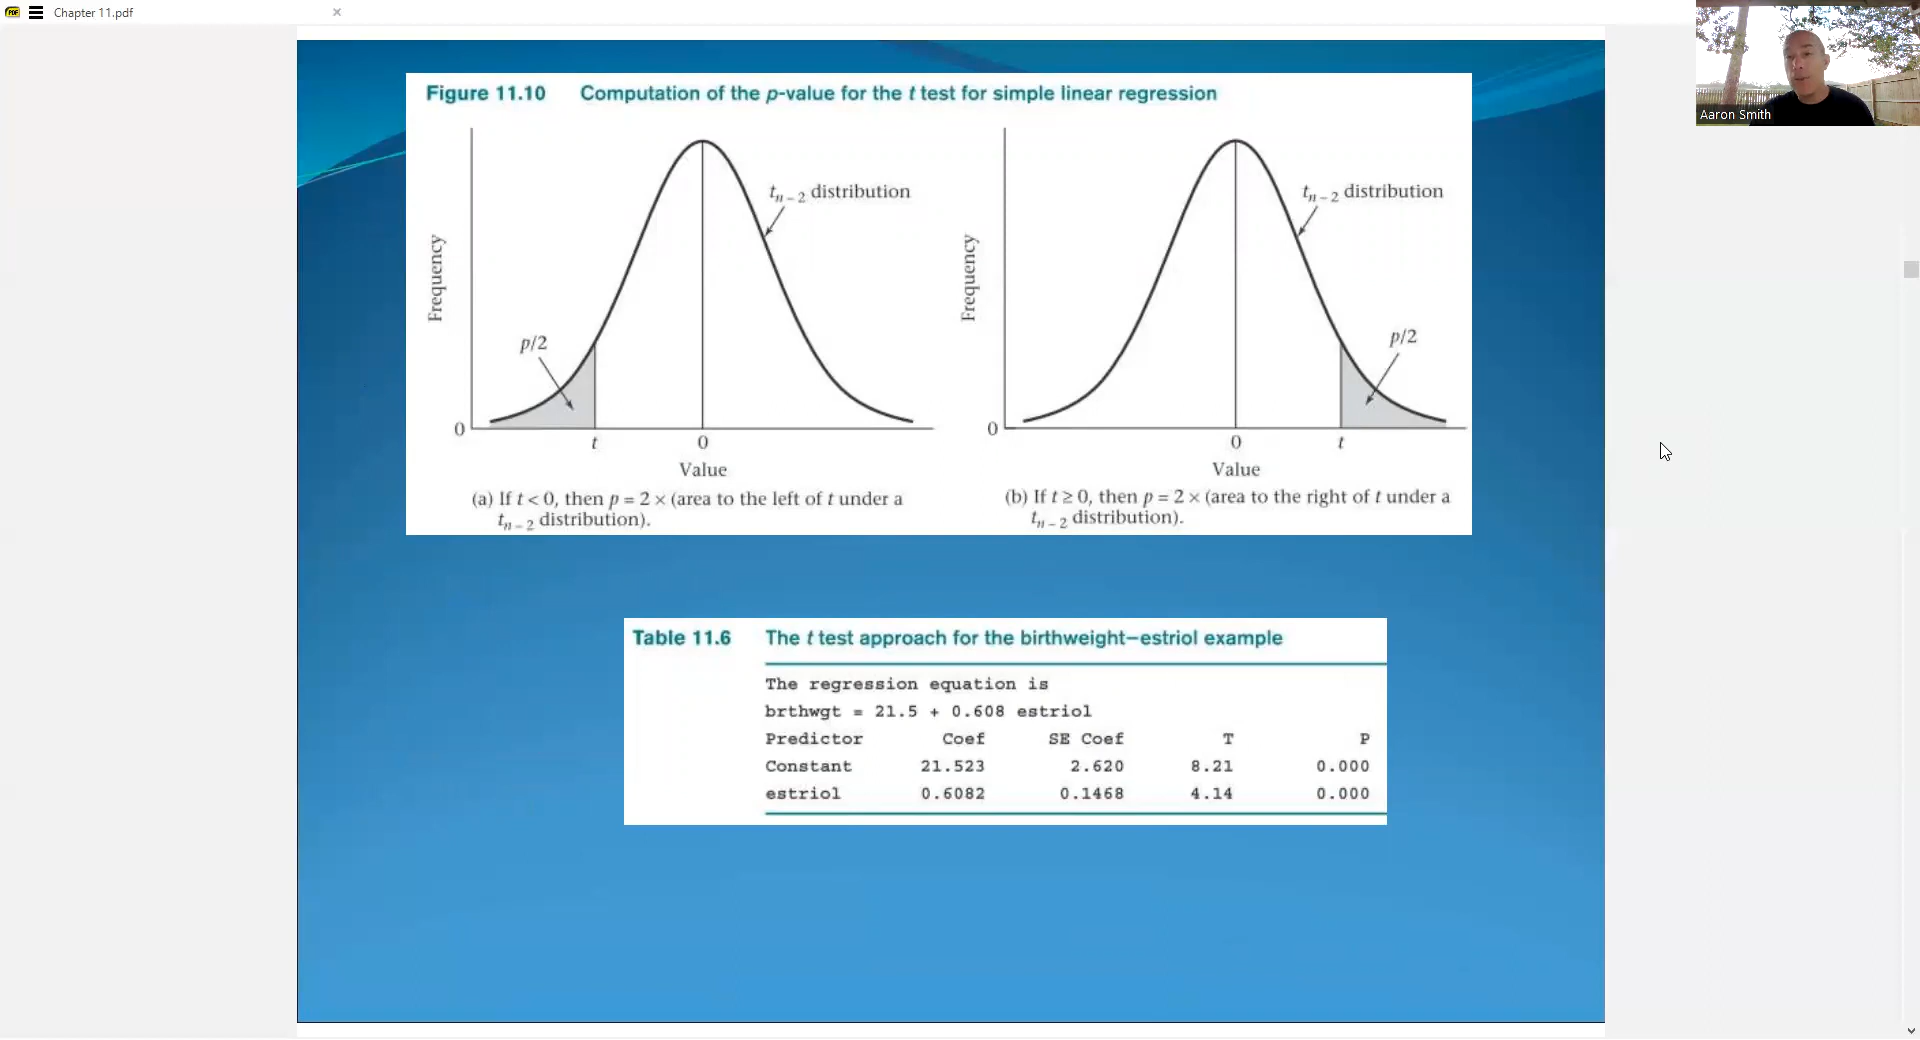 PDF
Chapter 11.pdf
Aaron Smith
Figure 11.10 Computation of the p-value for the t test for simple linear regression
Frequency
tn – 2 distribution
p/2
0
t
0
Value
(a) If t < 0, then p = 2 × (area to the left of t under a
tn – 2 distribution).
Frequency
tn – 2 distribution
p/2
0
0
t
Value
(b) If t ≥ 0, then p = 2 × (area to the right of t under a
tn – 2 distribution).
Table 11.6 The t test approach for the birthweight–estriol example
The regression equation is
brthwgt = 21.5 + 0.608 estriol
Predictor Coef SE Coef T P
Constant 21.523 2.620 8.21 0.000
estriol 0.6082 0.1468 4.14 0.000